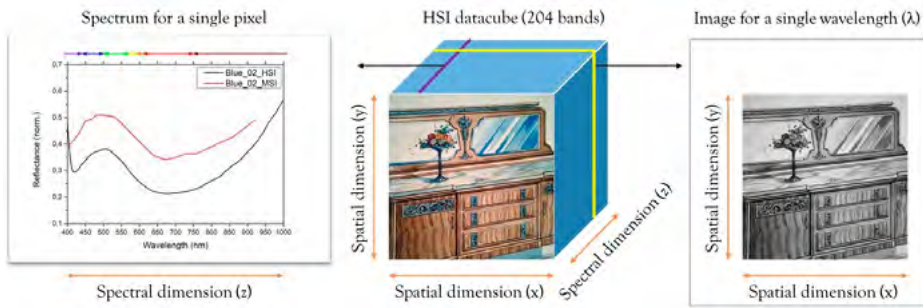 Spectrum for a single pixel
HSI datacube (204 bands)
Image for a single wavelength (λ)
Blue_02_HSI
Blue_02_MSI
Reflectance (norm.)
0,7
0,6
0,5
0,4
0,3
0,2
0,1
400 450 500 550 600 650 700 750 800 850 900 950 1000
Wavelength (nm)
Spectral dimension (z)
Spatial dimension (y)
Spatial dimension (x)
Spectral dimension (z)
Spatial dimension (y)
Spatial dimension (x)